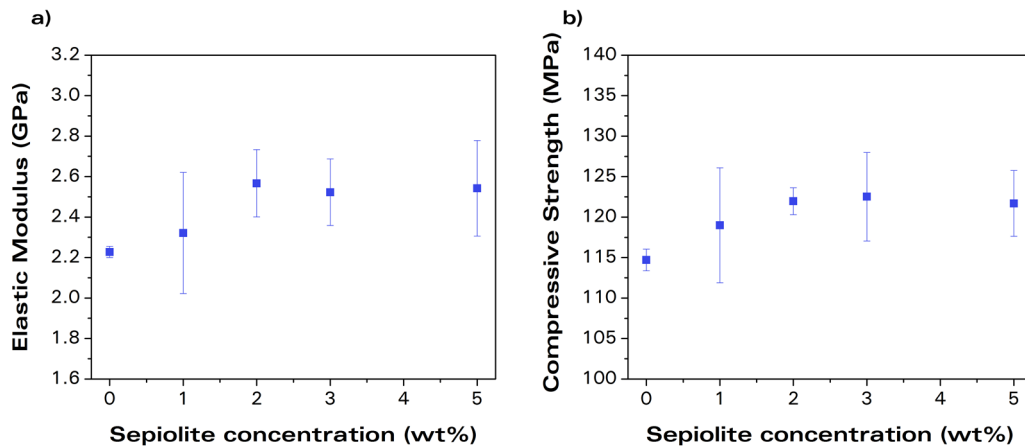 a)
Elastic Modulus (GPa)
3.2
3.0
2.8
2.6
2.4
2.2
2.0
1.8
1.6
0 1 2 3 4 5
Sepiolite concentration (wt%)
b)
Compressive Strength (MPa)
140
135
130
125
120
115
110
105
100
0 1 2 3 4 5
Sepiolite concentration (wt%)